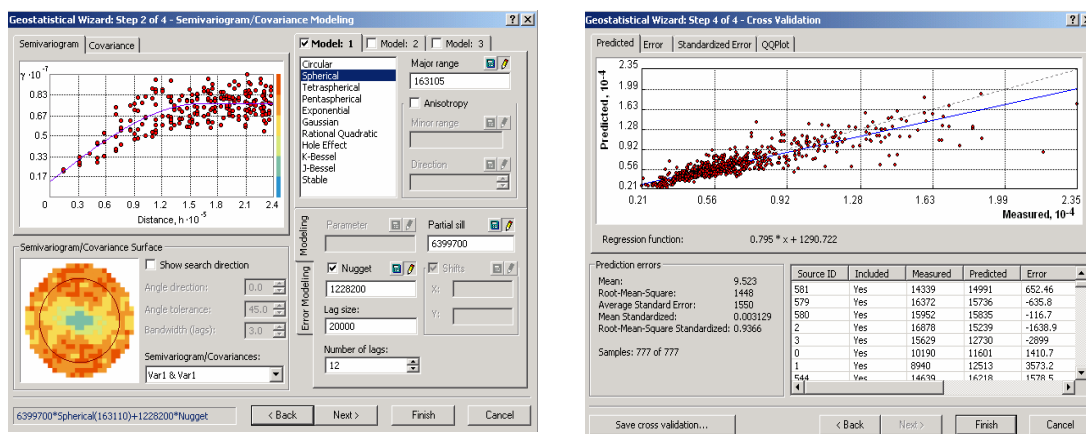 Geostatistical Wizard: Step 2 of 4 - Semivariogram/Covariance Modeling
Semivariogram
Covariance
γ ·10⁻⁷
0.83
0.67
0.5
0.33
0.17
0 0.3 0.6 0.9 1.2 1.5 1.8 2.1 2.4
Distance, h ·10⁻⁵
Semivariogram/Covariance Surface
Show search direction
Angle direction: 0.0
Angle tolerance: 45.0
Bandwidth (lags): 3.0
Semivariogram/Covariances:
Var1 & Var1
Model: 1 Model: 2 Model: 3
Circular
Spherical
Tetraspherical
Pentaspherical
Exponential
Gaussian
Rational Quadratic
Hole Effect
K-Bessel
J-Bessel
Stable
Major range
163105
Anisotropy
Minor range
Direction
Modeling
Error Modeling
Parameter
Partial sill
6399700
Nugget
1228200
Shifts
X:
Y:
Lag size:
20000
Number of lags:
12
6399700*Spherical(163110)+1228200*Nugget
< Back Next > Finish Cancel
Geostatistical Wizard: Step 4 of 4 - Cross Validation
Predicted Error Standardized Error QQPlot
Predicted, 10⁻⁴
2.35
1.99
1.63
1.28
0.92
0.56
0.21
0.21 0.56 0.92 1.28 1.63 1.99 2.35
Measured, 10⁻⁴
Regression function: 0.795 * x + 1290.722
Prediction errors
Mean: 9.523
Root-Mean-Square: 1448
Average Standard Error: 1550
Mean Standardized: 0.003129
Root-Mean-Square Standardized: 0.9366
Samples: 777 of 777
Source ID Included Measured Predicted Error
581 Yes 14339 14991 652.46
579 Yes 16372 15736 -635.8
580 Yes 15952 15835 -116.7
2 Yes 16878 15239 -1638.9
3 Yes 15629 12730 -2899
0 Yes 10190 11601 1410.7
1 Yes 8940 12513 3573.2
544 Yes 14639 16218 1578.5
Save cross validation...
< Back Next > Finish Cancel